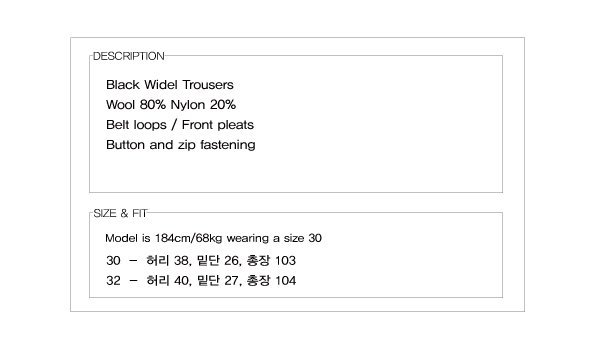 DESCRIPTION
Black Widel Trousers
Wool 80% Nylon 20%
Belt loops / Front pleats
Button and zip fastening
SIZE & FIT
Model is 184cm/68kg wearing a size 30
30 – 허리 38, 밑단 26, 총장 103
32 – 허리 40, 밑단 27, 총장 104